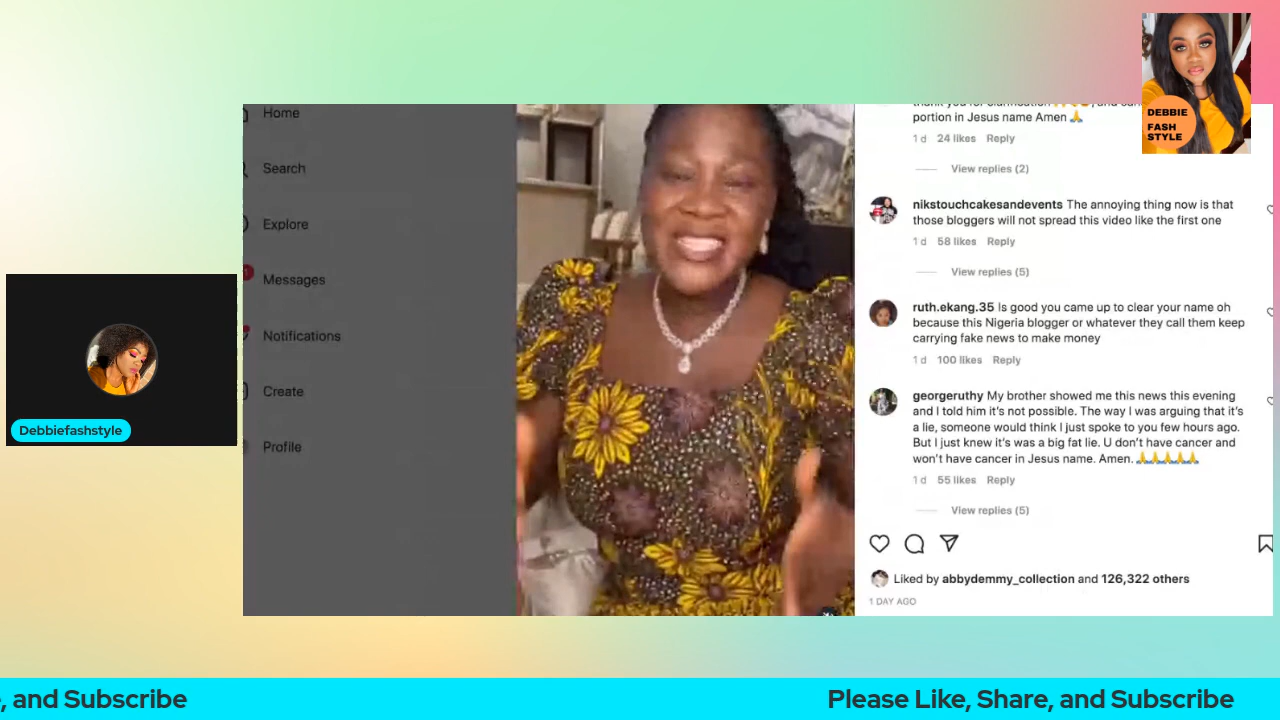 DEBBIE
FASH
STYLE
Home
Search
Explore
Messages
Notifications
Create
Profile
Debbiefashstyle
portion in Jesus name Amen 🙏
1 d 24 likes Reply
View replies (2)
nikstouchcakesandevents The annoying thing now is that
those bloggers will not spread this video like the first one
1 d 58 likes Reply
View replies (5)
ruth.ekang.35 Is good you came up to clear your name oh
because this Nigeria blogger or whatever they call them keep
carrying fake news to make money
1 d 100 likes Reply
georgeruthy My brother showed me this news this evening
and I told him it's not possible. The way I was arguing that it's
a lie, someone would think I just spoke to you few hours ago.
But I just knew it's was a big fat lie. U don't have cancer and
won't have cancer in Jesus name. Amen. 🙏🙏🙏🙏🙏
1 d 55 likes Reply
View replies (5)
Liked by abbydemmy_collection and 126,322 others
1 DAY AGO
, and Subscribe
Please Like, Share, and Subscribe